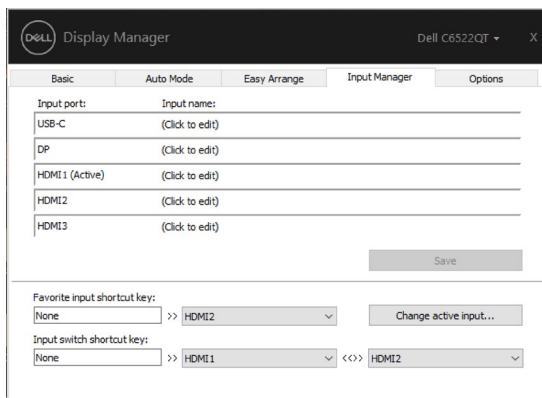 DELL Display Manager Dell C6522QT X
Basic Auto Mode Easy Arrange Input Manager Options
Input port: Input name:
USB-C (Click to edit)
DP (Click to edit)
HDMI1 (Active) (Click to edit)
HDMI2 (Click to edit)
HDMI3 (Click to edit)
Save
Favorite input shortcut key:
None >> HDMI2 Change active input...
Input switch shortcut key:
None >> HDMI1 <<>> HDMI2